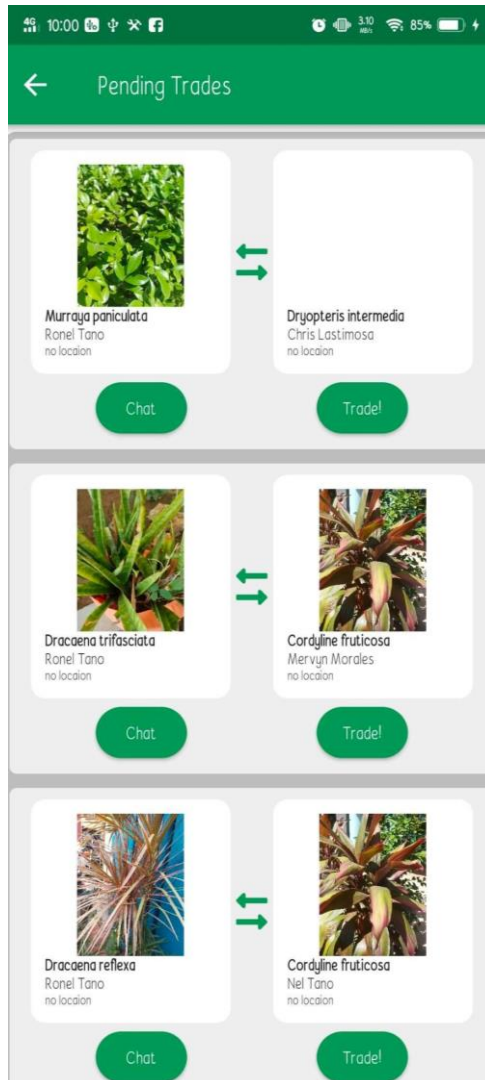 4G 10:00 3.10 MB/s 85%
Pending Trades
Murraya paniculata
Ronel Tano
no locaion
Dryopteris intermedia
Chris Lastimosa
no locaion
Chat
Trade!
Dracaena trifasciata
Ronel Tano
no locaion
Cordyline fruticosa
Mervyn Morales
no locaion
Chat
Trade!
Dracaena reflexa
Ronel Tano
no locaion
Cordyline fruticosa
Nel Tano
no locaion
Chat
Trade!